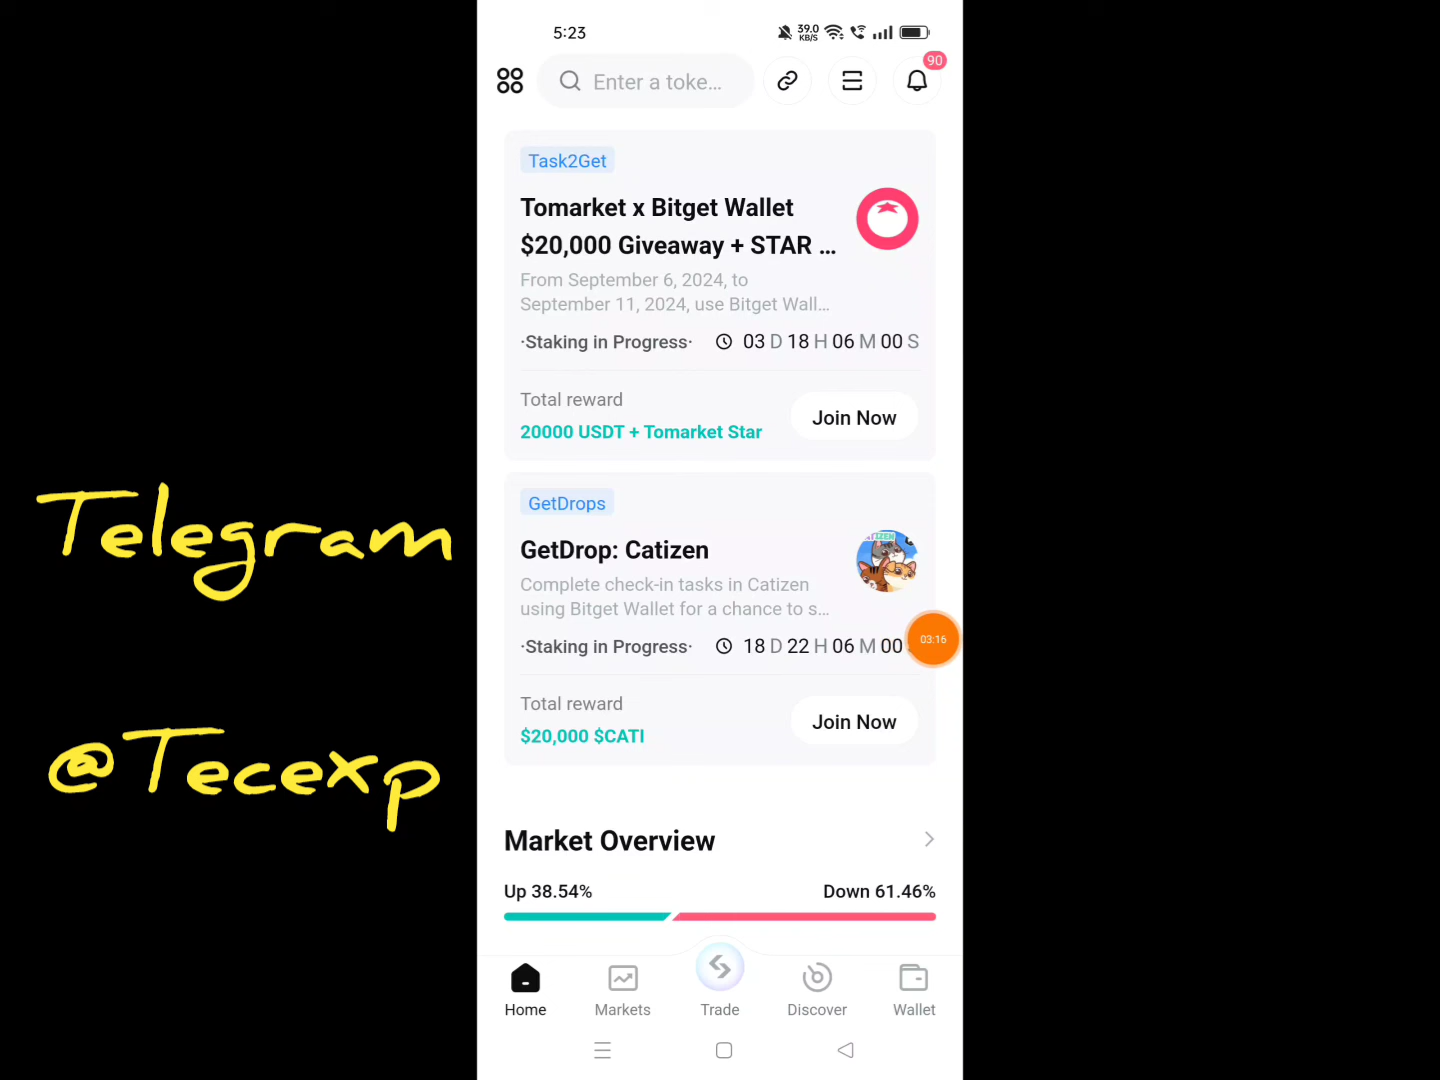 5:23
39.0
KB/S
90
Enter a toke...
Task2Get
Tomarket x Bitget Wallet
$20,000 Giveaway + STAR ...
From September 6, 2024, to
September 11, 2024, use Bitget Wall...
·Staking in Progress· 03 D 18 H 06 M 00 S
Total reward
20000 USDT + Tomarket Star
Join Now
GetDrops
GetDrop: Catizen
Complete check-in tasks in Catizen
using Bitget Wallet for a chance to s...
·Staking in Progress· 18 D 22 H 06 M 00
03:16
Total reward
$20,000 $CATI
Join Now
Market Overview
Up 38.54% Down 61.46%
Home Markets Trade Discover Wallet
Telegram
@Tecexp